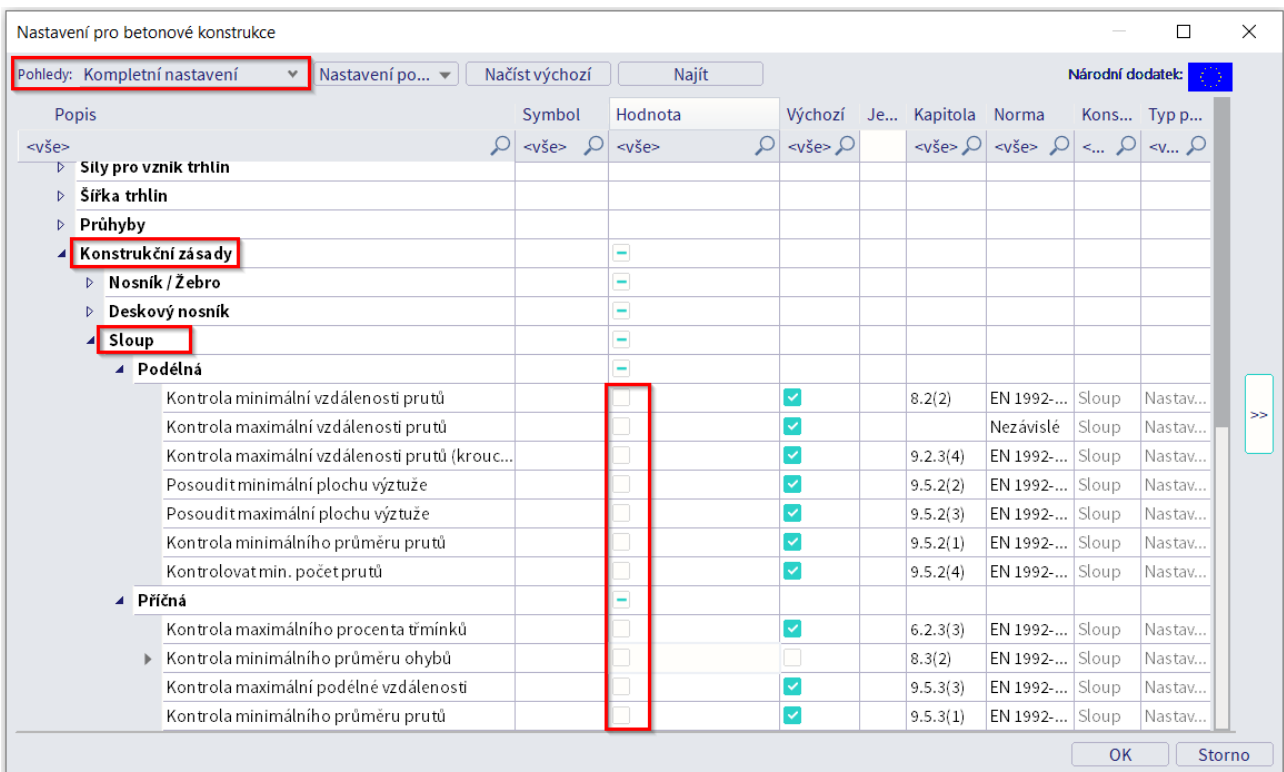 Nastavení pro betonové konstrukce
Pohledy: Kompletní nastavení Nastavení po... Načíst výchozí Najít Národní dodatek:
Popis Symbol Hodnota Výchozí Je... Kapitola Norma Kons... Typ p...
<vše> <vše> <vše> <vše> <vše> <vše> <... <v...
Síly pro vznik trhlin
Šířka trhlin
Průhyby
Konstrukční zásady
Nosník / Žebro
Deskový nosník
Sloup
Podélná
Kontrola minimální vzdálenosti prutů 8.2(2) EN 1992-... Sloup Nastav...
Kontrola maximální vzdálenosti prutů Nezávislé Sloup Nastav...
Kontrola maximální vzdálenosti prutů (krouc... 9.2.3(4) EN 1992-... Sloup Nastav...
Posoudit minimální plochu výztuže 9.5.2(2) EN 1992-... Sloup Nastav...
Posoudit maximální plochu výztuže 9.5.2(3) EN 1992-... Sloup Nastav...
Kontrola minimálního průměru prutů 9.5.2(1) EN 1992-... Sloup Nastav...
Kontrolovat min. počet prutů 9.5.2(4) EN 1992-... Sloup Nastav...
Příčná
Kontrola maximálního procenta třmínků 6.2.3(3) EN 1992-... Sloup Nastav...
Kontrola minimálního průměru ohybů 8.3(2) EN 1992-... Sloup Nastav...
Kontrola maximální podélné vzdálenosti 9.5.3(3) EN 1992-... Sloup Nastav...
Kontrola minimálního průměru prutů 9.5.3(1) EN 1992-... Sloup Nastav...
>>
OK Storno